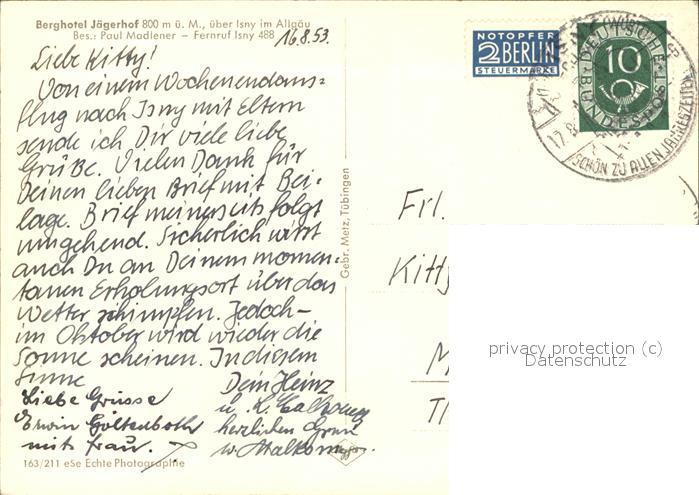 Berghotel Jägerhof 800 m ü. M., über Isny im Allgäu
Bes.: Paul Madlener – Fernruf Isny 488
16.8.53.
Liebe Kitty!
Von einem Wochenendaus-
flug nach Isny mit Eltern
sende ich Dir viele liebe
Grüße. Vielen Dank für
Deinen lieben Brief mit Bei-
lage. Brief meinerseits folgt
umgehend. Sicherlich wirst
auch Du an Deinem momen-
tanen Erholungsort über das
Wetter schimpfen. Jedoch –
im Oktober wird wieder die
Sonne scheinen. In diesem
Sinne
Dein Heinz
Liebe Grüsse
Erwin Göltenboth
mit Frau.
u.
herzlichen
163/211 eSe Echte Photographie
Gebr. Metz, Tübingen
NOTOPFER
2 BERLIN
STEUERMARKE
DEUTSCHE
BUNDESPOST
10
SCHÖN ZU ALLEN JAHRESZEITEN
Frl.
Kitty
M
privacy protection (c)
Datenschutz